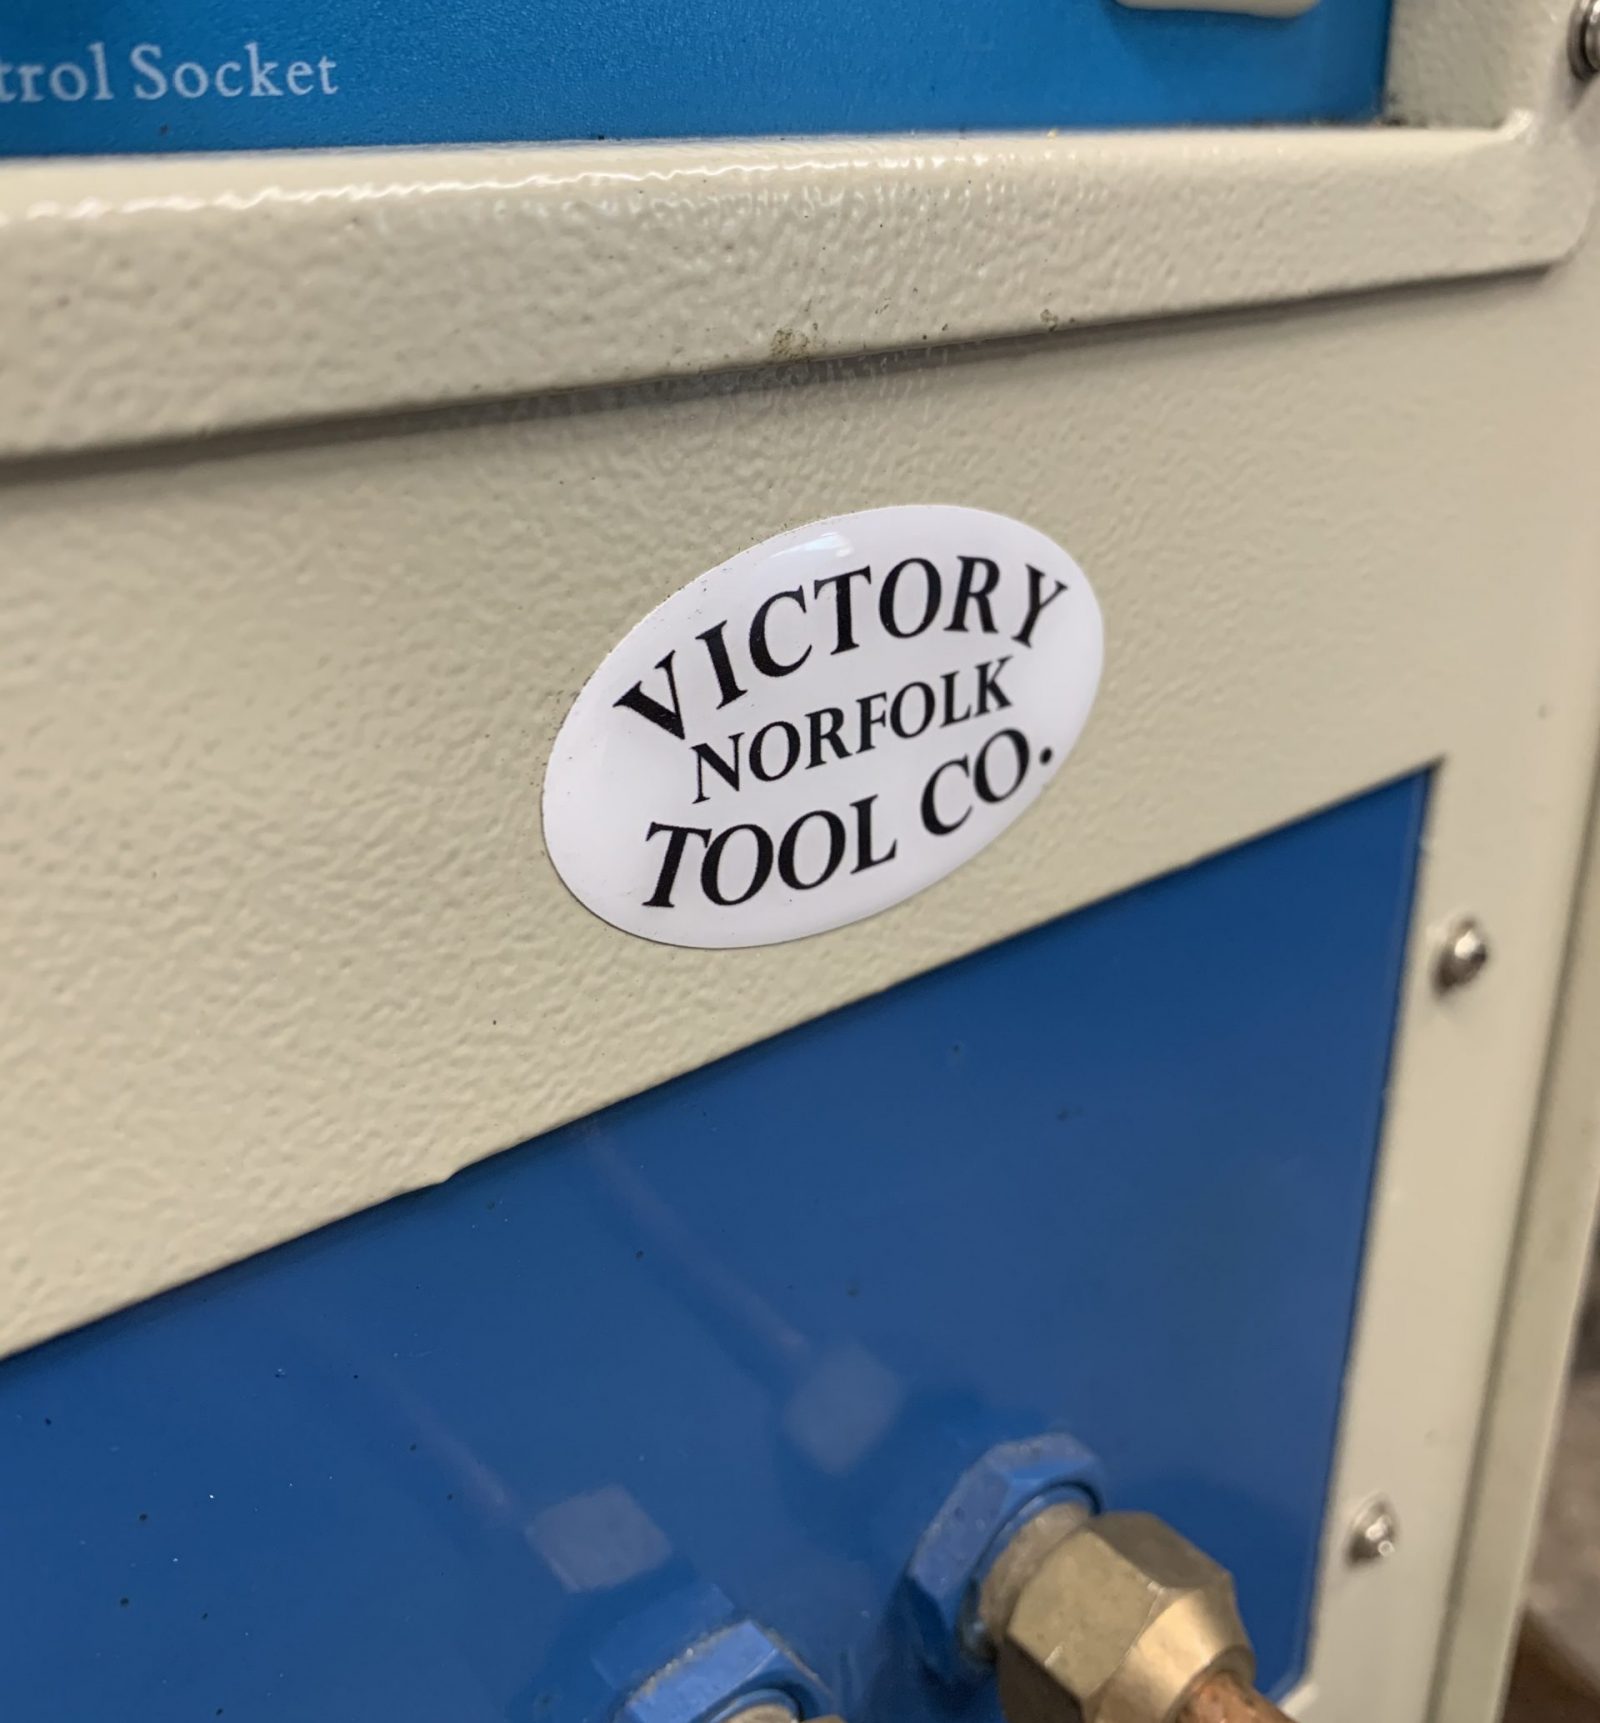 trol Socket
VICTORY
NORFOLK
TOOL CO.